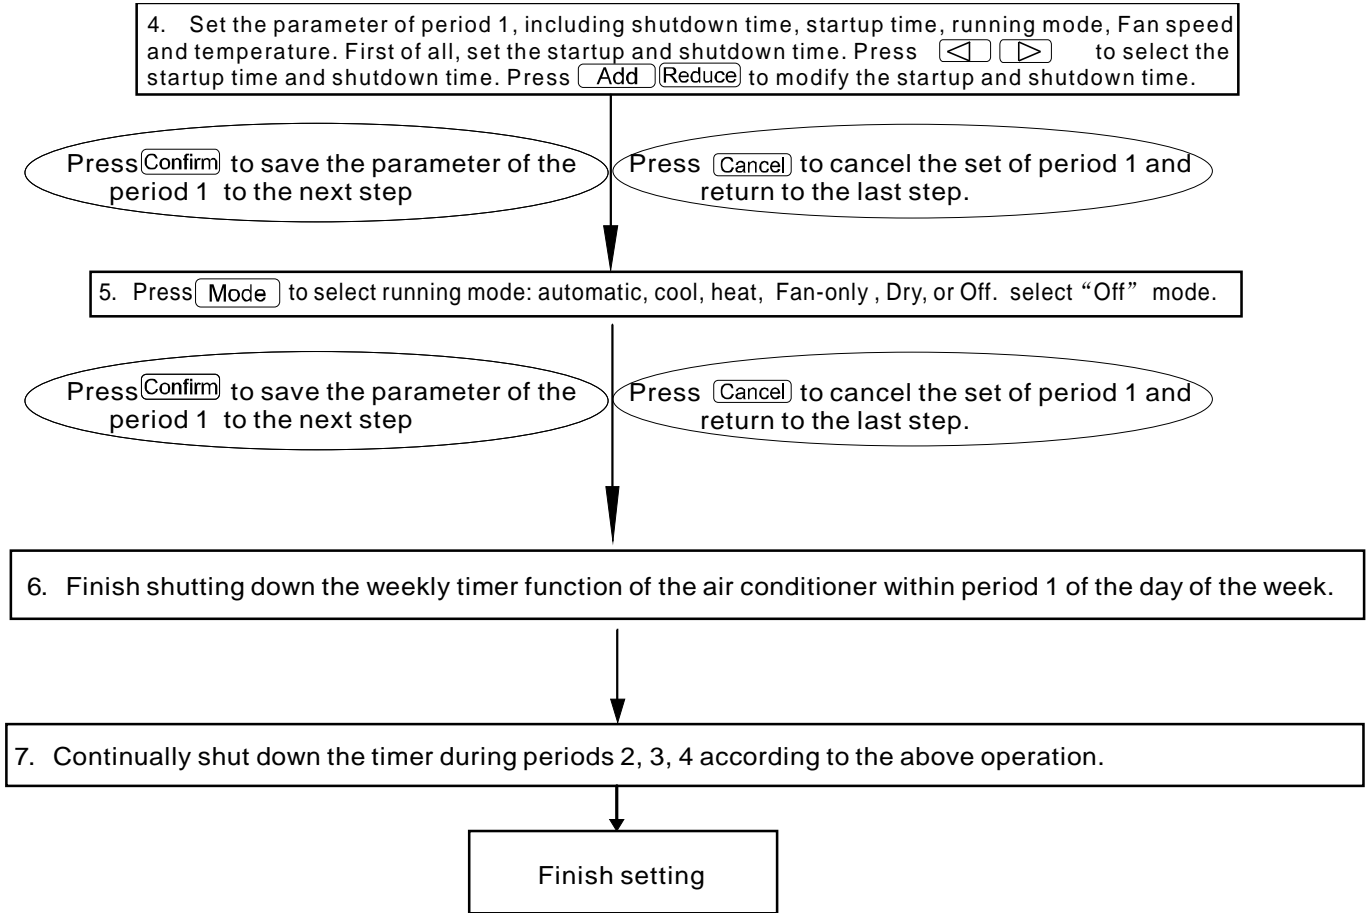 4. Set the parameter of period 1, including shutdown time, startup time, running mode, Fan speed
and temperature. First of all, set the startup and shutdown time. Press ◁ ▷ to select the
startup time and shutdown time. Press Add Reduce to modify the startup and shutdown time.
Press Confirm to save the parameter of the
period 1 to the next step
Press Cancel to cancel the set of period 1 and
return to the last step.
5. Press Mode to select running mode: automatic, cool, heat, Fan-only , Dry, or Off. select “Off” mode.
Press Confirm to save the parameter of the
period 1 to the next step
Press Cancel to cancel the set of period 1 and
return to the last step.
6. Finish shutting down the weekly timer function of the air conditioner within period 1 of the day of the week.
7. Continually shut down the timer during periods 2, 3, 4 according to the above operation.
Finish setting